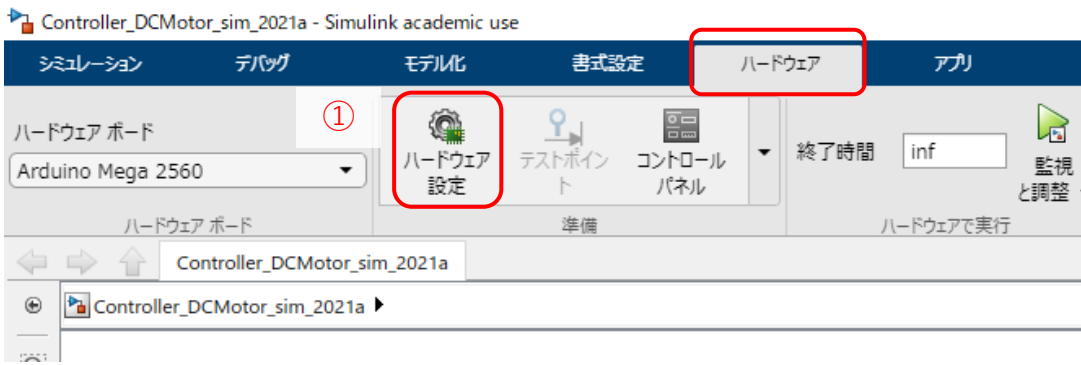 Controller_DCMotor_sim_2021a - Simulink academic use
シミュレーション デバッグ モデル化 書式設定 ハードウェア アプリ
①
ハードウェア ボード
Arduino Mega 2560
ハードウェア
設定
テストポイン
ト
コントロール
パネル
終了時間 inf
監視
と調整
ハードウェア ボード 準備 ハードウェアで実行
Controller_DCMotor_sim_2021a
Controller_DCMotor_sim_2021a